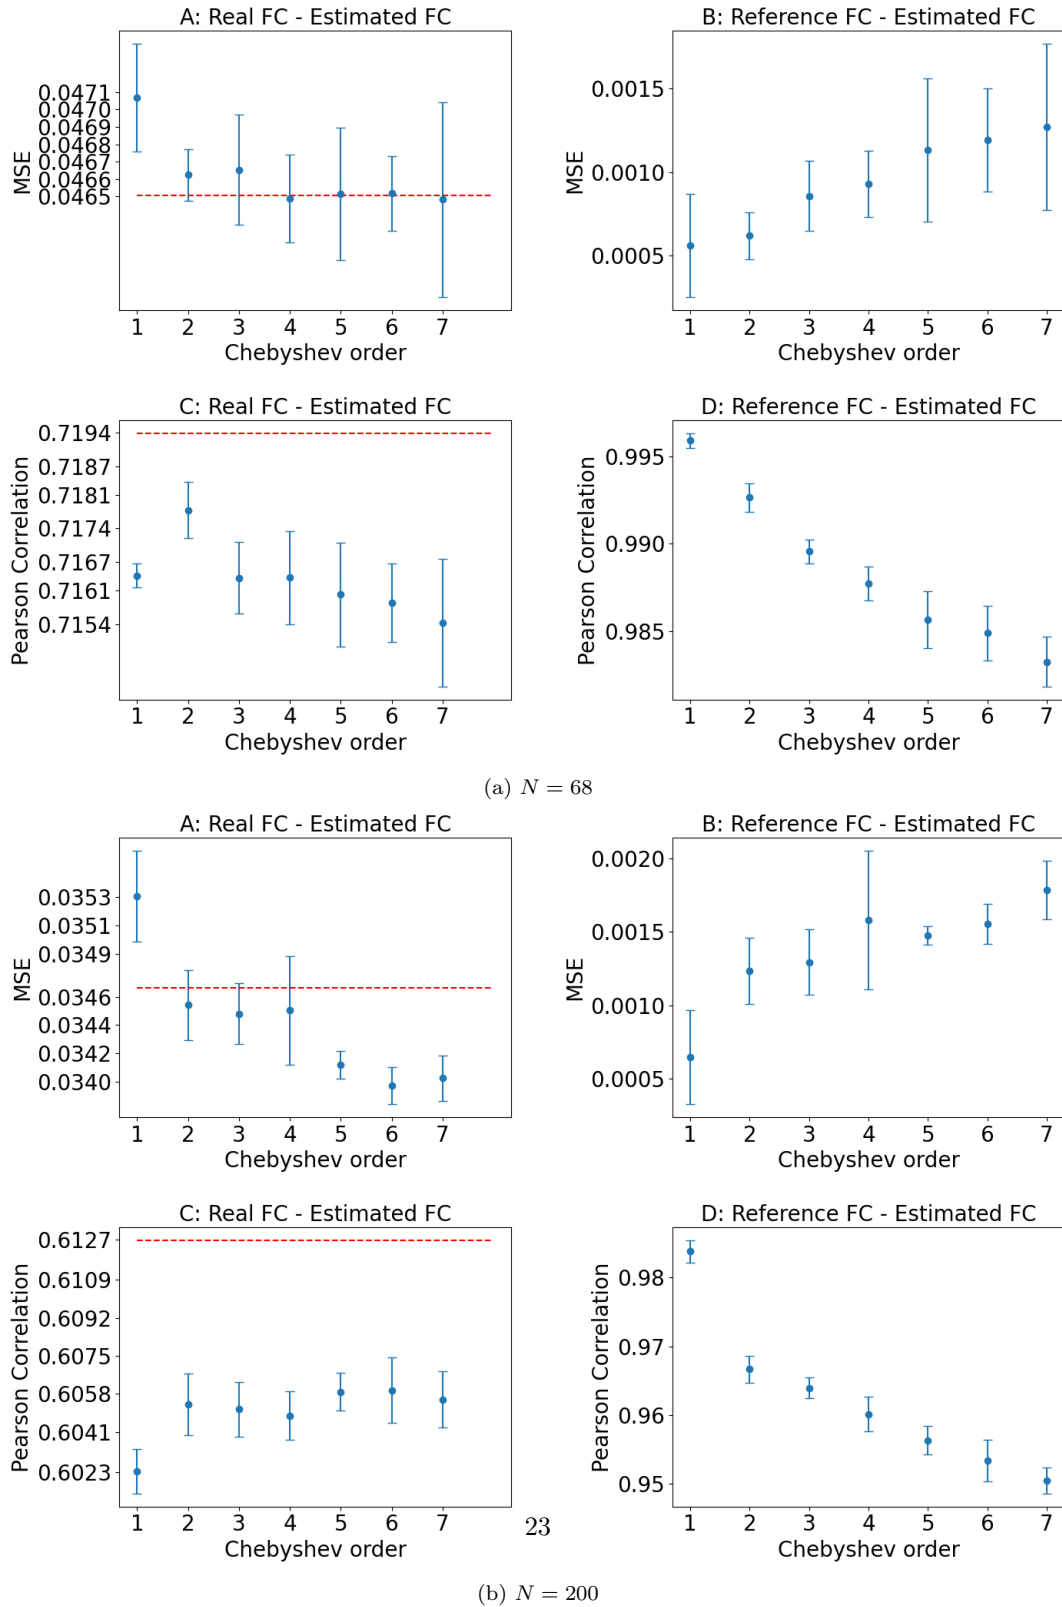 A: Real FC - Estimated FC
MSE
0.0471
0.0470
0.0469
0.0468
0.0467
0.0466
0.0465
1 2 3 4 5 6 7
Chebyshev order
B: Reference FC - Estimated FC
MSE
0.0015
0.0010
0.0005
1 2 3 4 5 6 7
Chebyshev order
C: Real FC - Estimated FC
Pearson Correlation
0.7194
0.7187
0.7181
0.7174
0.7167
0.7161
0.7154
1 2 3 4 5 6 7
Chebyshev order
D: Reference FC - Estimated FC
Pearson Correlation
0.995
0.990
0.985
1 2 3 4 5 6 7
Chebyshev order
(a) N = 68
A: Real FC - Estimated FC
MSE
0.0353
0.0351
0.0349
0.0346
0.0344
0.0342
0.0340
1 2 3 4 5 6 7
Chebyshev order
B: Reference FC - Estimated FC
MSE
0.0020
0.0015
0.0010
0.0005
1 2 3 4 5 6 7
Chebyshev order
C: Real FC - Estimated FC
Pearson Correlation
0.6127
0.6109
0.6092
0.6075
0.6058
0.6041
0.6023
1 2 3 4 5 6 7
Chebyshev order
D: Reference FC - Estimated FC
Pearson Correlation
0.98
0.97
0.96
0.95
1 2 3 4 5 6 7
Chebyshev order
23
(b) N = 200